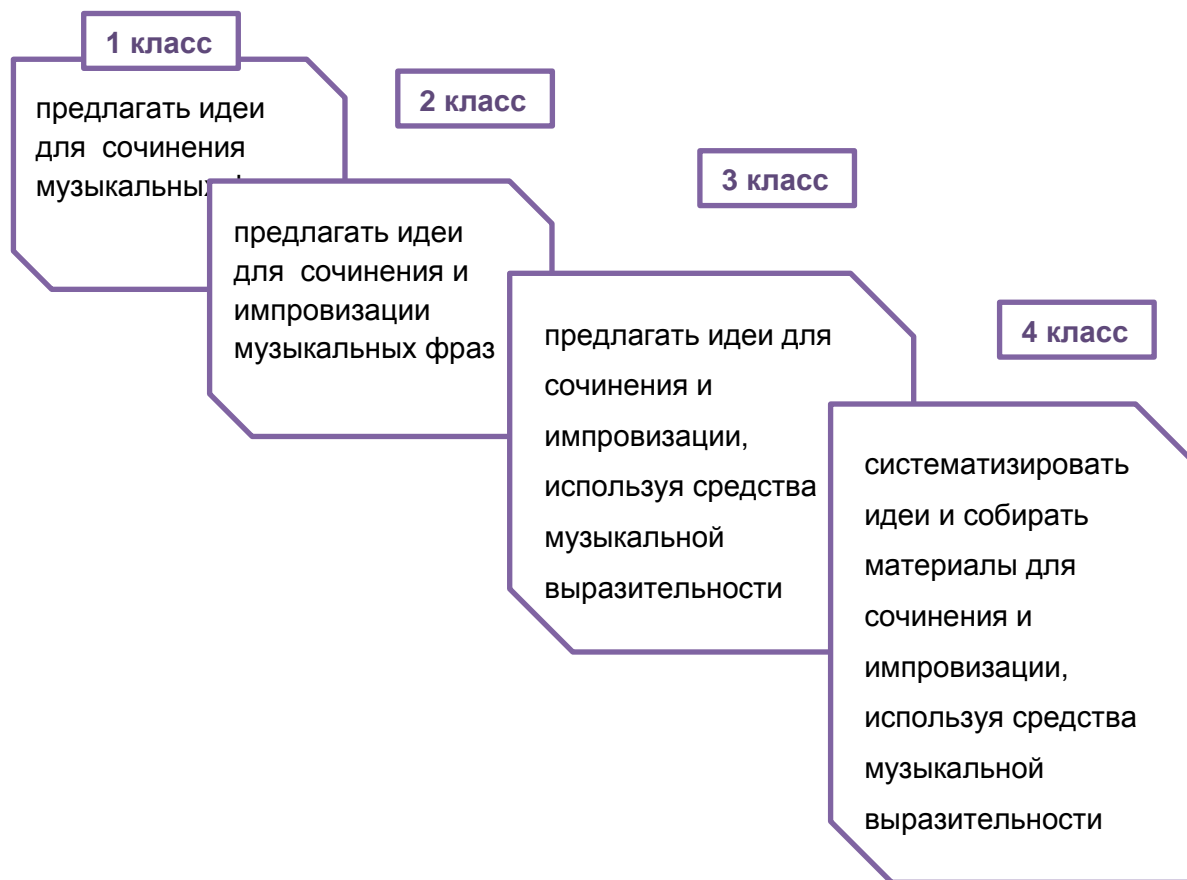 1 класс
предлагать идеи
для сочинения
музыкальных
2 класс
предлагать идеи
для сочинения и
импровизации
музыкальных фраз
3 класс
предлагать идеи для
сочинения и
импровизации,
используя средства
музыкальной
выразительности
4 класс
систематизировать
идеи и собирать
материалы для
сочинения и
импровизации,
используя средства
музыкальной
выразительности